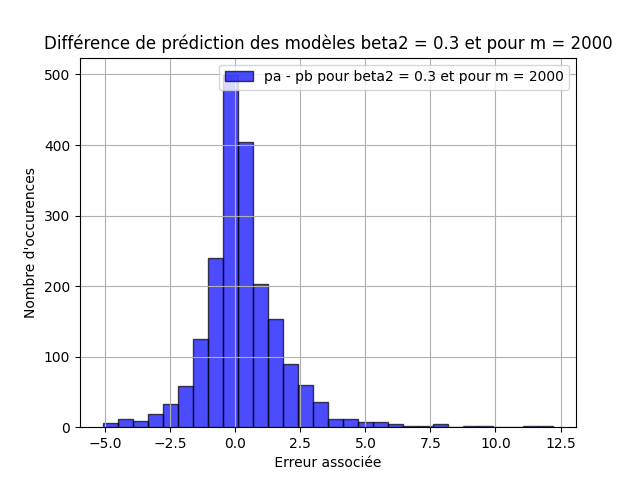 Différence de prédiction des modèles beta2 = 0.3 et pour m = 2000
pa - pb pour beta2 = 0.3 et pour m = 2000
500
400
300
200
100
0
Nombre d'occurences
−5.0 −2.5 0.0 2.5 5.0 7.5 10.0 12.5
Erreur associée